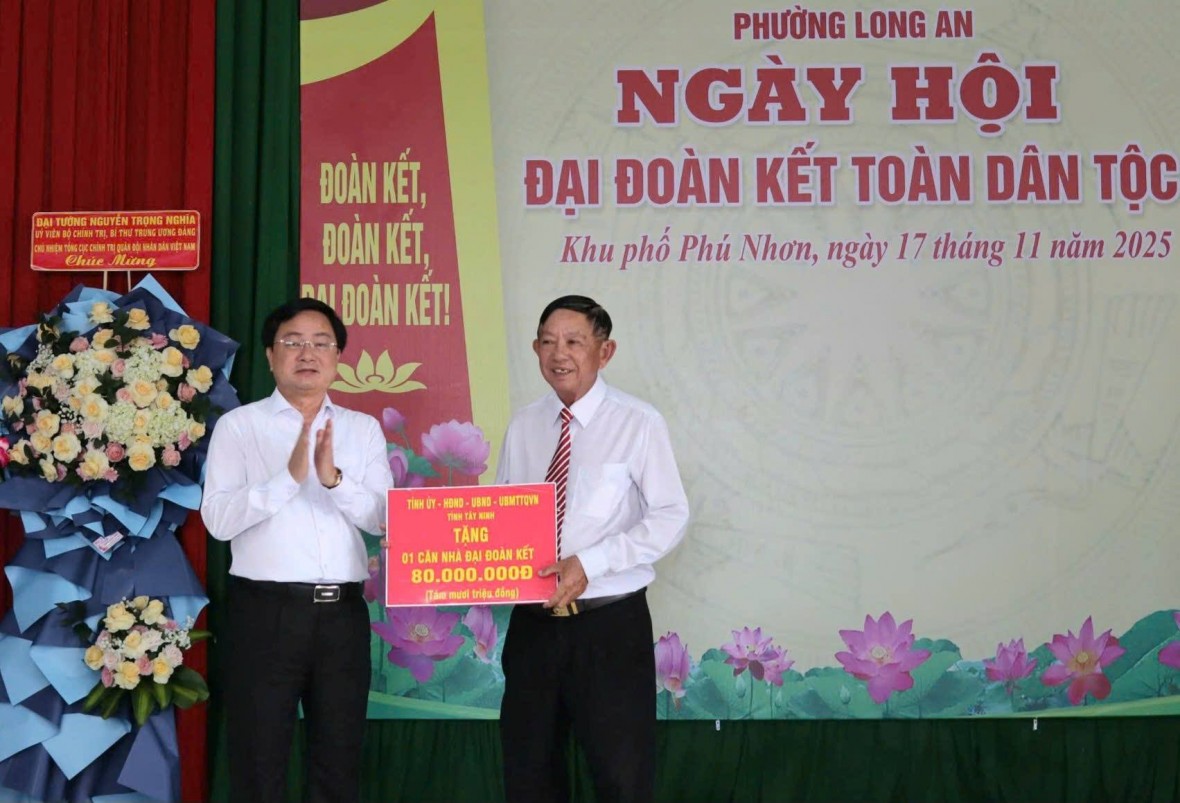 PHƯỜNG LONG AN
NGÀY HỘI
ĐẠI ĐOÀN KẾT TOÀN DÂN TỘC
Khu phố Phú Nhơn, ngày 17 tháng 11 năm 2025
ĐOÀN KẾT,
ĐOÀN KẾT,
ĐẠI ĐOÀN KẾT!
ĐẠI TƯỚNG NGUYỄN TRỌNG NGHĨA
UỶ VIÊN BỘ CHÍNH TRỊ, BÍ THƯ TRUNG ƯƠNG ĐẢNG
CHỦ NHIỆM TỔNG CỤC CHÍNH TRỊ QUÂN ĐỘI NHÂN DÂN VIỆT NAM
Chúc Mừng
TỈNH ỦY - HĐND - UBND - UBMTTQVN
TỈNH TÂY NINH
TẶNG
01 CĂN NHÀ ĐẠI ĐOÀN KẾT
80.000.000Đ
(Tám mươi triệu đồng)